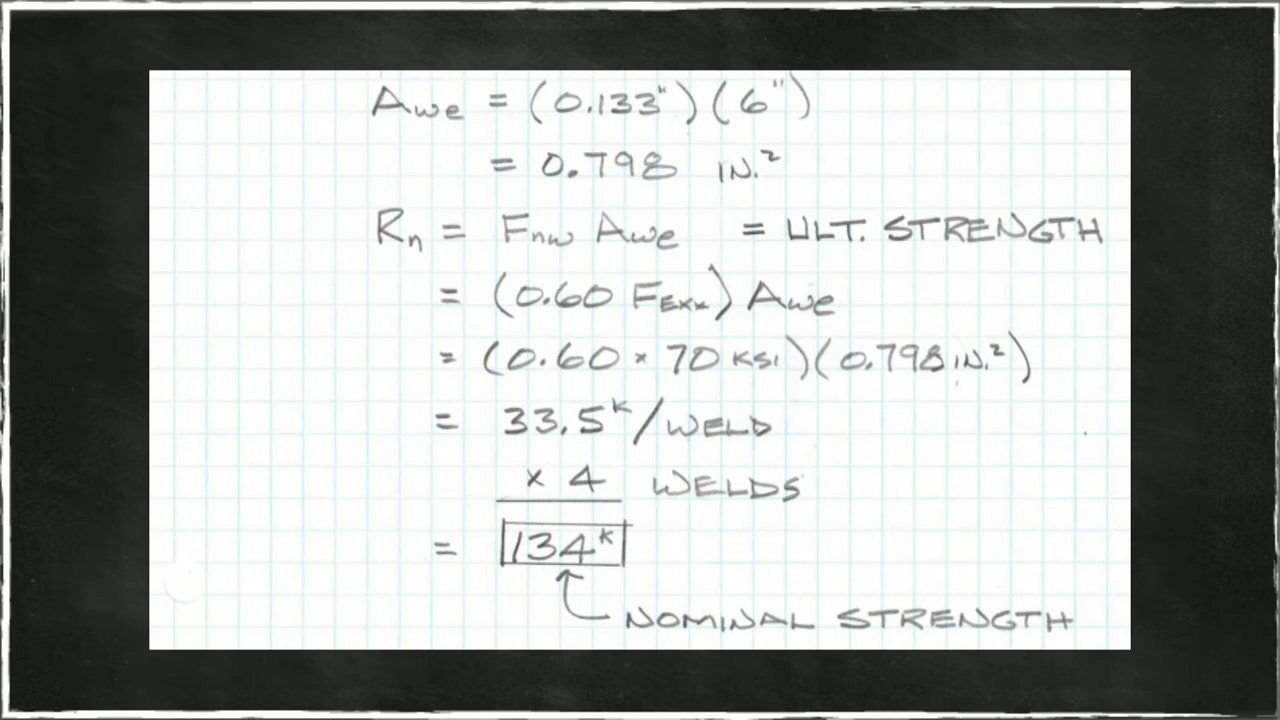 Awe = (0.133")(6")
= 0.798 IN.²
Rn = Fnw Awe = ULT. STRENGTH
= (0.60 FExx) Awe
= (0.60 × 70 KSI)(0.798 IN.²)
= 33.5ᵏ/WELD
× 4 WELDS
= 134ᵏ
NOMINAL STRENGTH